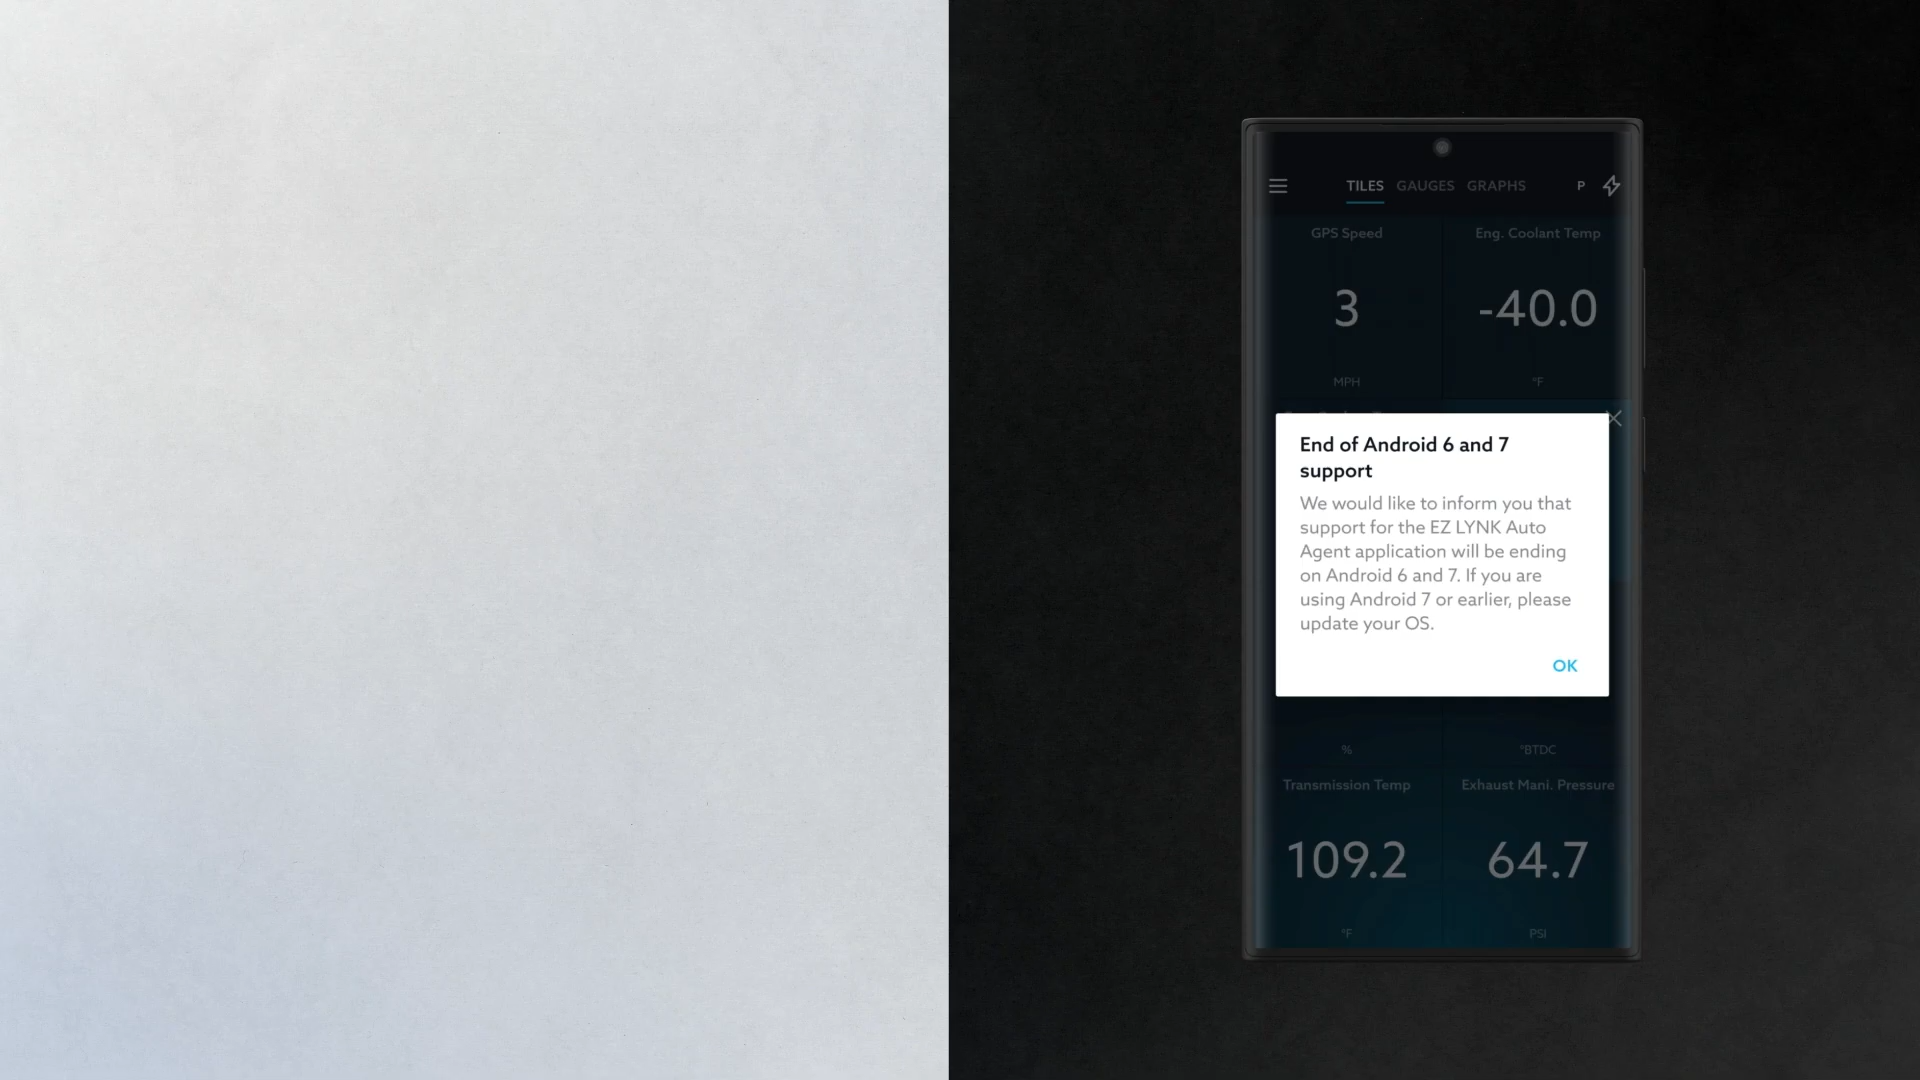 TILES GAUGES GRAPHS P
GPS Speed Eng. Coolant Temp
3 -40.0
MPH °F
End of Android 6 and 7
support
We would like to inform you that
support for the EZ LYNK Auto
Agent application will be ending
on Android 6 and 7. If you are
using Android 7 or earlier, please
update your OS.
OK
% °BTDC
Transmission Temp Exhaust Mani. Pressure
109.2 64.7
°F PSI